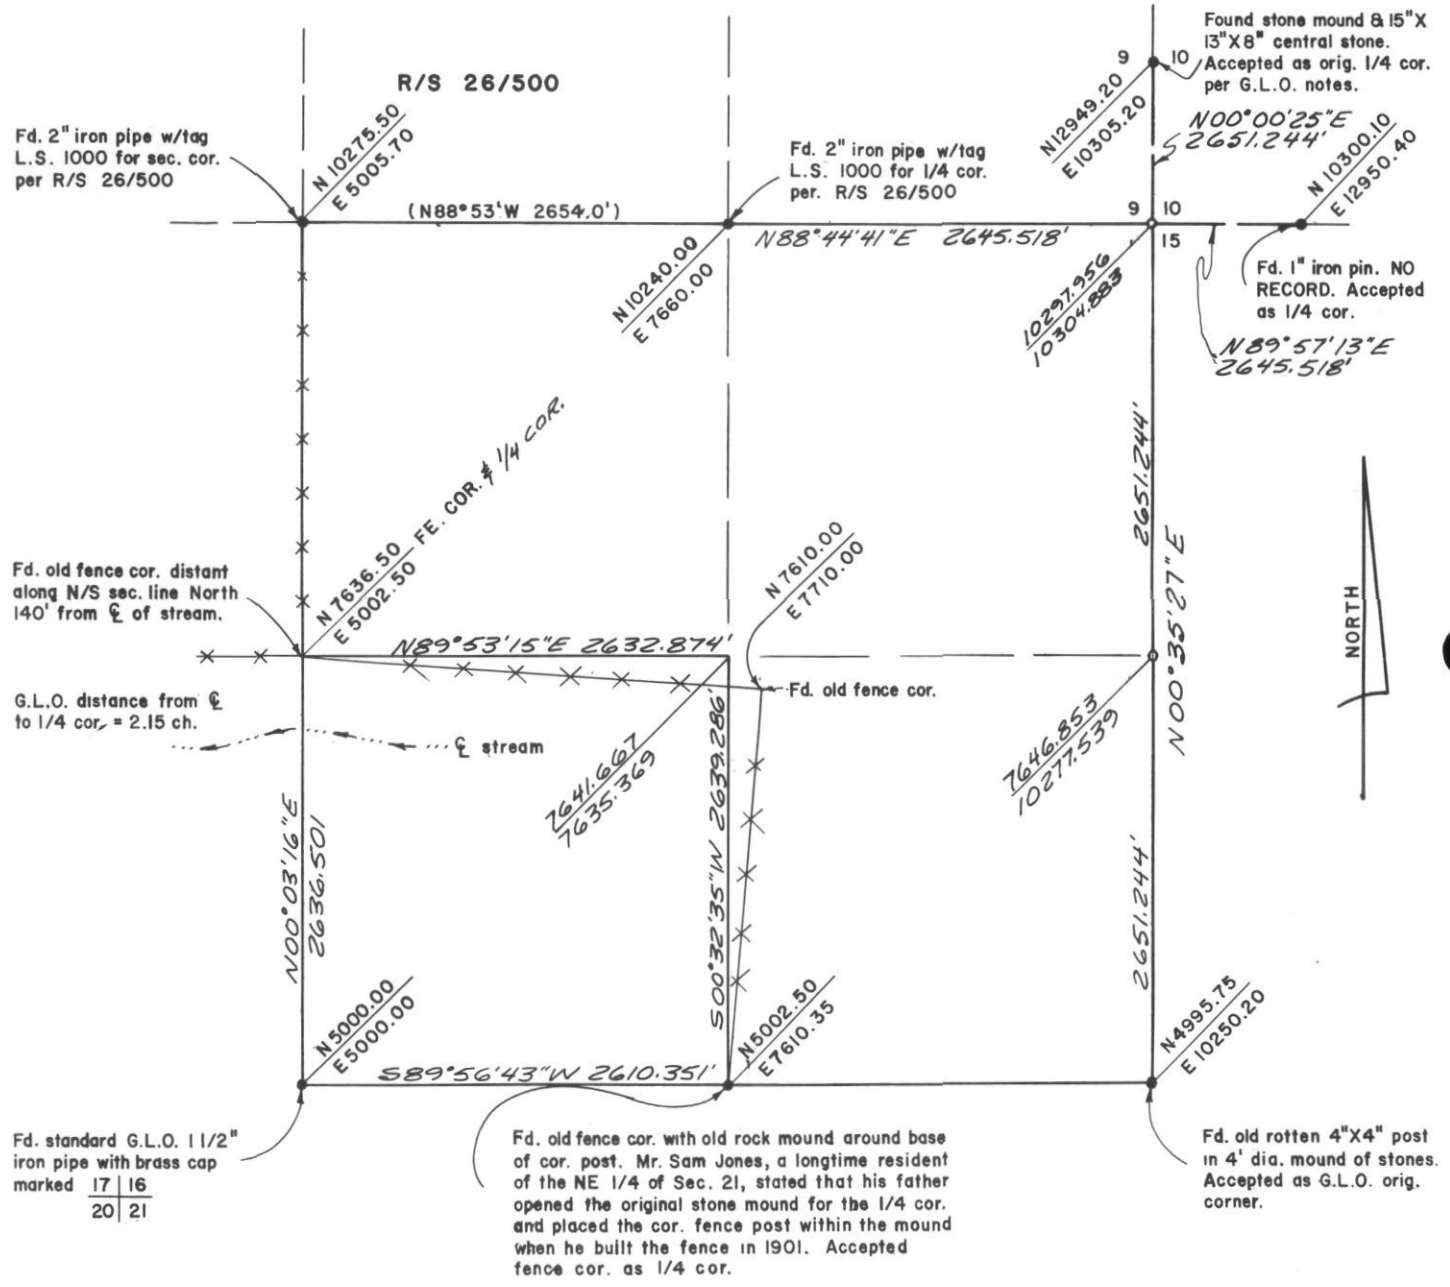 R/S 26/500
Found stone mound & 15"X
13"X8" central stone.
Accepted as orig. 1/4 cor.
per G.L.O. notes.
9 10
N12949.20
E10305.20
N00°00'25"E
2651.244'
Fd. 2" iron pipe w/tag
L.S. 1000 for sec. cor.
per R/S 26/500
N 10275.50
E 5005.70
Fd. 2" iron pipe w/tag
L.S. 1000 for 1/4 cor.
per. R/S 26/500
N 10300.10
E 12950.40
(N88°53'W 2654.0')
9 10
15
N88°44'41"E 2645.518'
N10240.00
E 7660.00
10297.956
10304.883
Fd. 1" iron pin. NO
RECORD. Accepted
as 1/4 cor.
N89°57'13"E
2645.518'
FE. COR. ≠ 1/4 COR.
2651.244'
N00°35'27"E
NORTH
Fd. old fence cor. distant
along N/S sec. line North
140' from ℄ of stream.
N 7636.50
E 5002.50
N 7610.00
E 7710.00
N89°53'15"E 2632.874'
Fd. old fence cor.
G.L.O. distance from ℄
to 1/4 cor. = 2.15 ch.
℄ stream
7641.667
7635.369
S00°32'35"W 2639.286'
7646.853
10277.539
N00°03'16"E
2636.501
2651.244'
N5000.00
E5000.00
N5002.50
E7610.35
N4995.75
E10250.20
S89°56'43"W 2610.351'
Fd. standard G.L.O. 1 1/2"
iron pipe with brass cap
marked 17 | 16
20 | 21
Fd. old fence cor. with old rock mound around base
of cor. post. Mr. Sam Jones, a longtime resident
of the NE 1/4 of Sec. 21, stated that his father
opened the original stone mound for the 1/4 cor.
and placed the cor. fence post within the mound
when he built the fence in 1901. Accepted
fence cor. as 1/4 cor.
Fd. old rotten 4"X4" post
in 4' dia. mound of stones.
Accepted as G.L.O. orig.
corner.